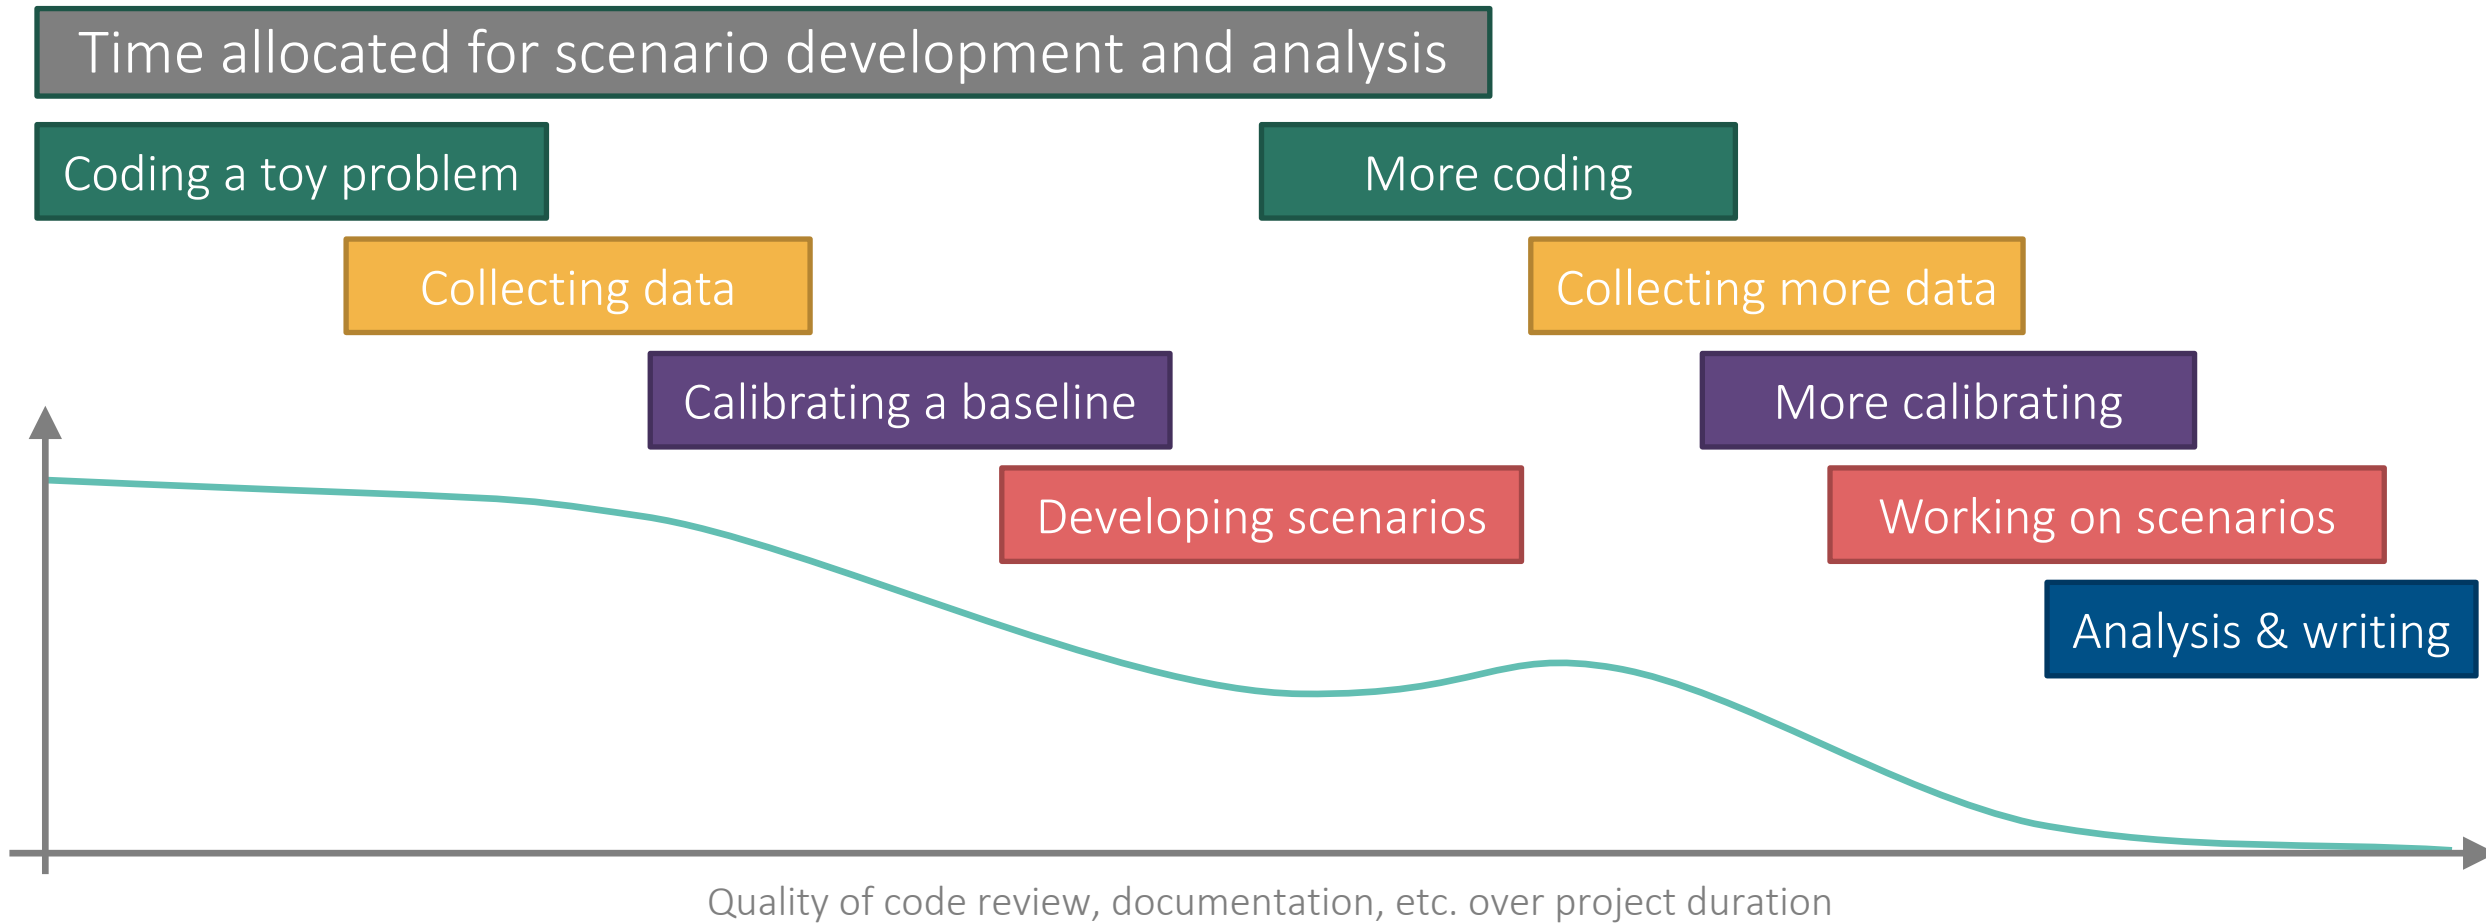 Time allocated for scenario development and analysis
Coding a toy problem
More coding
Collecting data
Collecting more data
Calibrating a baseline
More calibrating
Developing scenarios
Working on scenarios
Analysis & writing
Quality of code review, documentation, etc. over project duration